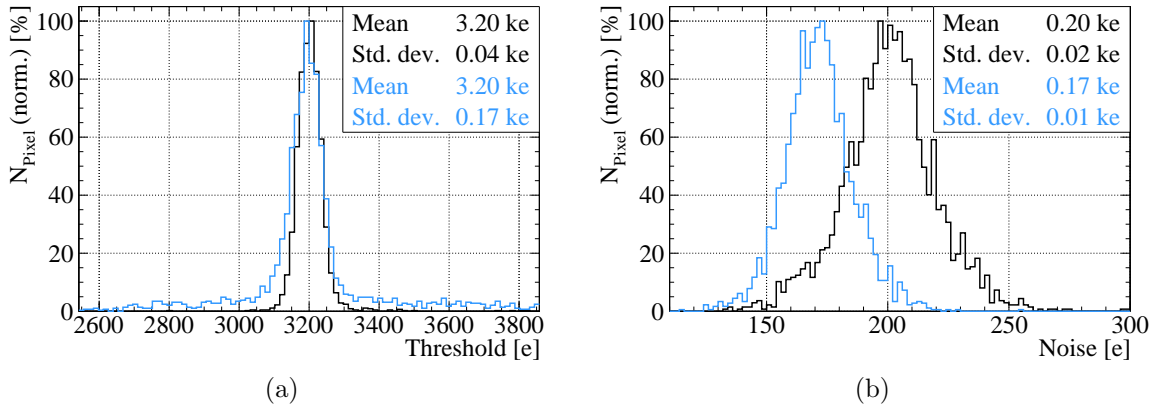 N_Pixel (norm.) [%]
100
80
60
40
20
0
2600 2800 3000 3200 3400 3600 3800
Threshold [e]
Mean 3.20 ke
Std. dev. 0.04 ke
Mean 3.20 ke
Std. dev. 0.17 ke
(a)
N_Pixel (norm.) [%]
100
80
60
40
20
0
150 200 250 300
Noise [e]
Mean 0.20 ke
Std. dev. 0.02 ke
Mean 0.17 ke
Std. dev. 0.01 ke
(b)